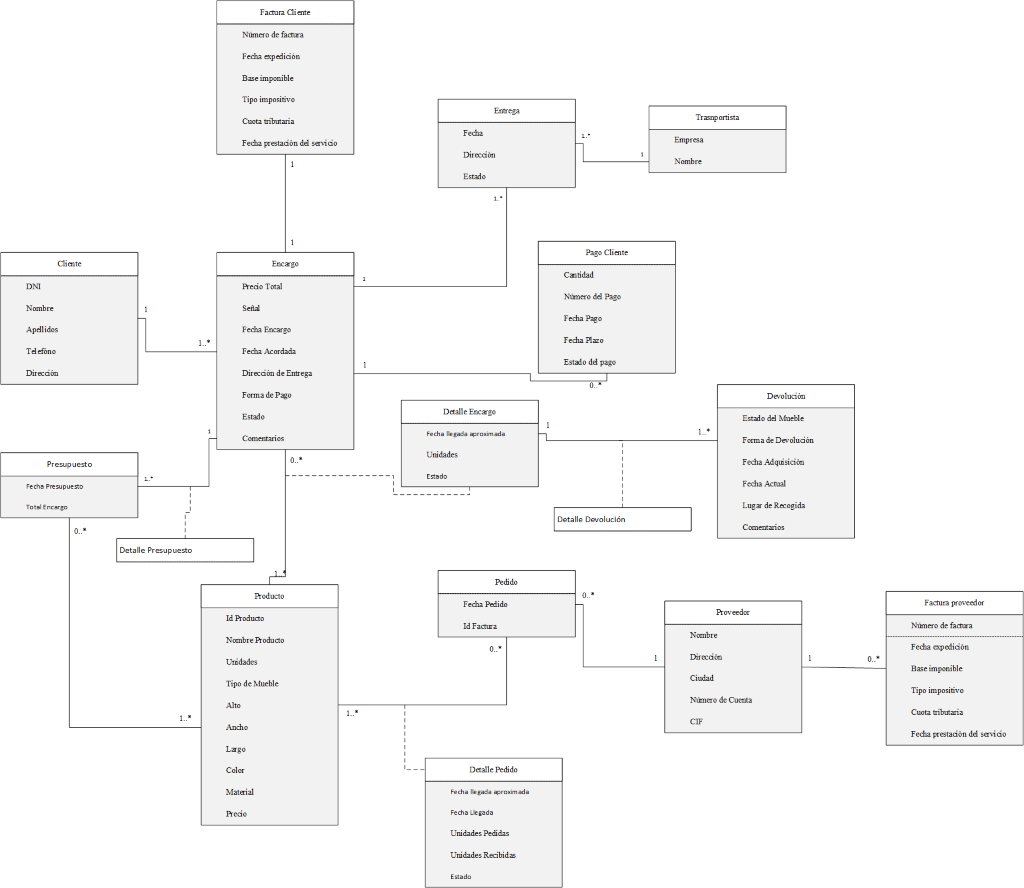 Factura Cliente
Número de factura
Fecha expedición
Base imponible
Tipo impositivo
Cuota tributaria
Fecha prestación del servicio
1
1
Entrega
Fecha
Dirección
Estado
1..*
1..*
1
Trasnportista
Empresa
Nombre
Cliente
DNI
Nombre
Apellidos
Teléfono
Dirección
1
1..*
Encargo
Precio Total
Señal
Fecha Encargo
Fecha Acordada
Dirección de Entrega
Forma de Pago
Estado
Comentarios
1
1
1
0..*
Pago Cliente
Cantidad
Número del Pago
Fecha Pago
Fecha Plazo
Estado del pago
0..*
Detalle Encargo
Fecha llegada aproximada
Unidades
Estado
1
1..*
Devolución
Estado del Mueble
Forma de Devolución
Fecha Adquisición
Fecha Actual
Lugar de Recogida
Comentarios
Detalle Devolución
Presupuesto
Fecha Presupuesto
Total Encargo
1..*
0..*
Detalle Presupuesto
1..*
Producto
Id Producto
Nombre Producto
Unidades
Tipo de Mueble
Alto
Ancho
Largo
Color
Material
Precio
1..*
1..*
Pedido
Fecha Pedido
Id Factura
0..*
0..*
Proveedor
Nombre
Dirección
Ciudad
Número de Cuenta
CIF
1
1
0..*
Factura proveedor
Número de factura
Fecha expedición
Base imponible
Tipo impositivo
Cuota tributaria
Fecha prestación del servicio
Detalle Pedido
Fecha llegada aproximada
Fecha Llegada
Unidades Pedidas
Unidades Recibidas
Estado